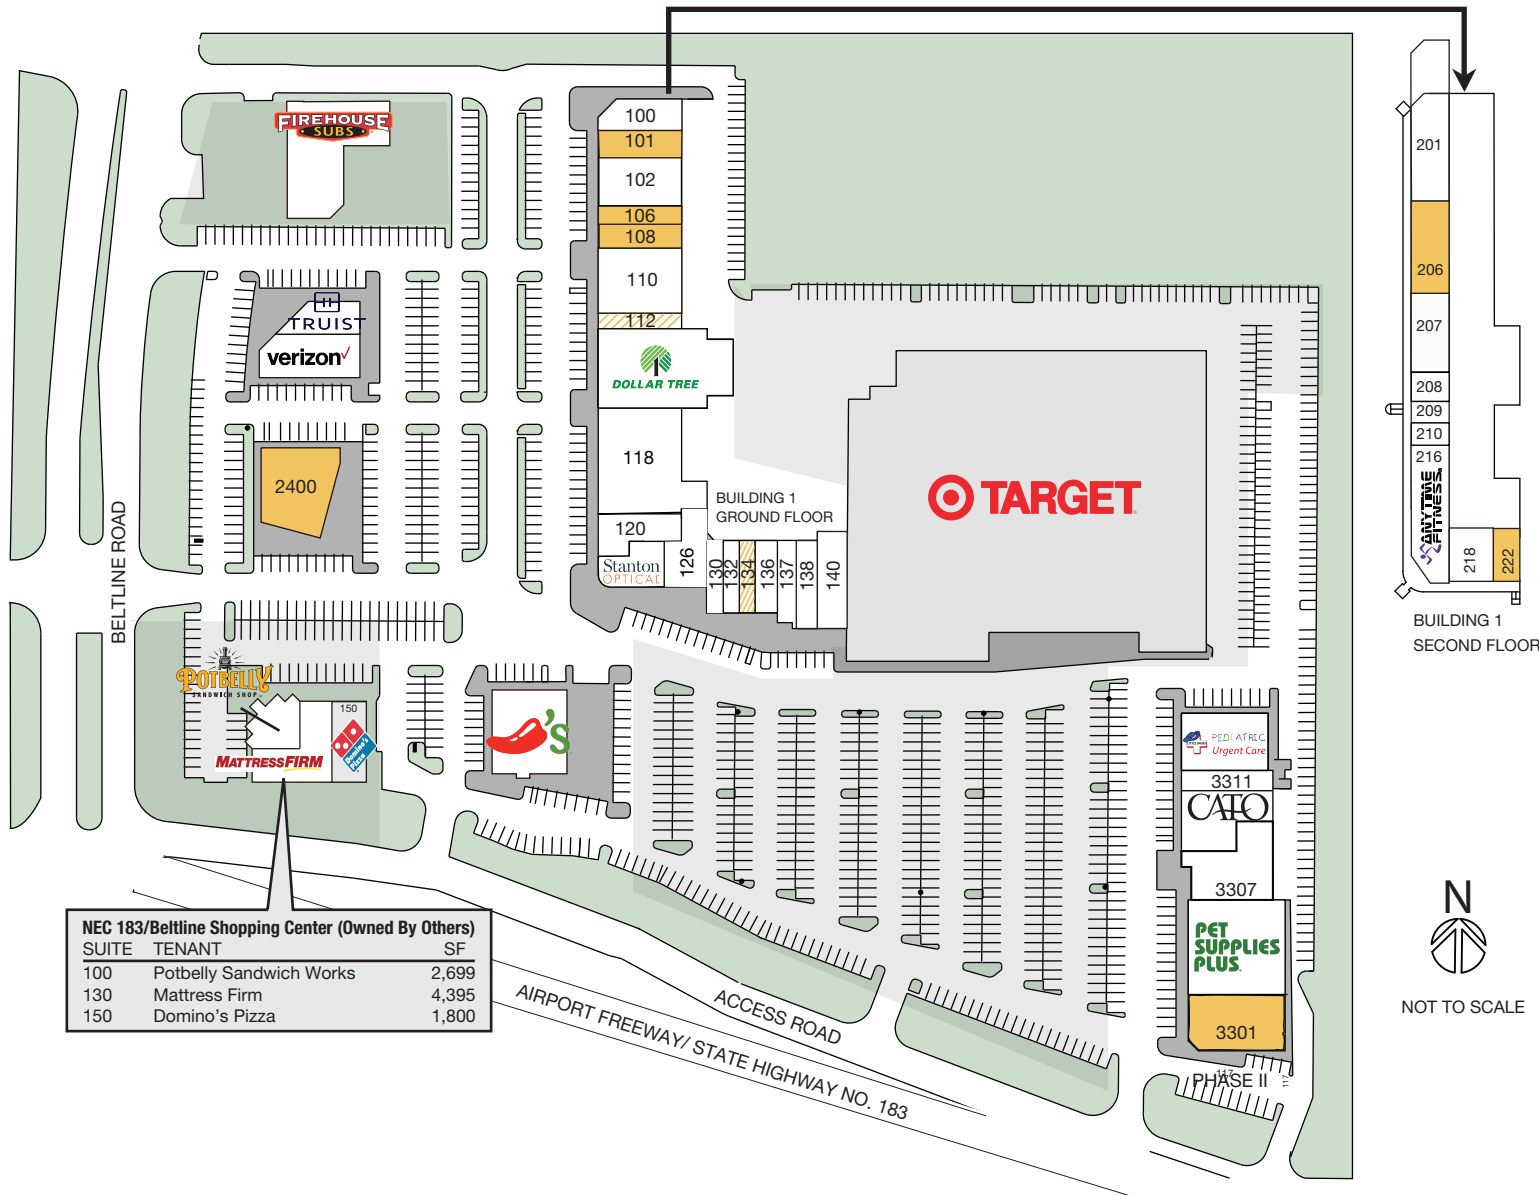 FIREHOUSE
SUBS
TRUIST
verizon✓
2400
BELTLINE ROAD
100
101
102
106
108
110
112
DOLLAR TREE
118
120
Stanton
OPTICAL
126
130
132
134
136
137
138
140
BUILDING 1
GROUND FLOOR
TARGET
201
206
207
208
209
210
216
ANYTIME
FITNESS
218
222
BUILDING 1
SECOND FLOOR
POTBELLY
SANDWICH SHOP
150
MATTRESSFIRM
Domino's
Pizza
'S
PEDIATRIC
Urgent Care
3311
CATO
3307
PET
SUPPLIES
PLUS
3301
PHASE II
117
117
N
NOT TO SCALE
NEC 183/Beltline Shopping Center (Owned By Others)
SUITE TENANT SF
100 Potbelly Sandwich Works 2,699
130 Mattress Firm 4,395
150 Domino's Pizza 1,800
ACCESS ROAD
AIRPORT FREEWAY/ STATE HIGHWAY NO. 183